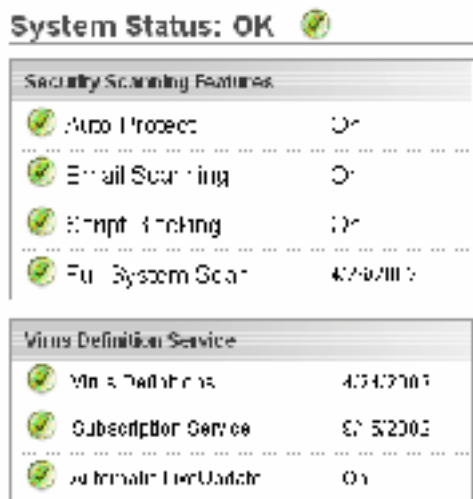 System Status: OK
Security Scanning Features
Auto-Protect On
Email Scanning On
Script Blocking On
Full System Scan
Virus Definition Service
Virus Definitions
Subscription Service
Automatic LiveUpdate On